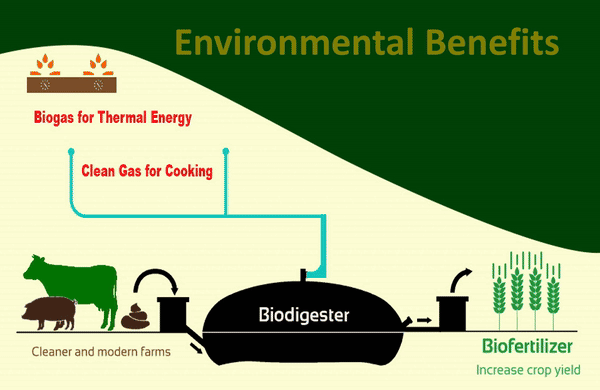 Environmental Benefits
Biogas for Thermal Energy
Clean Gas for Cooking
Biodigester
Cleaner and modern farms
Biofertilizer
Increase crop yield